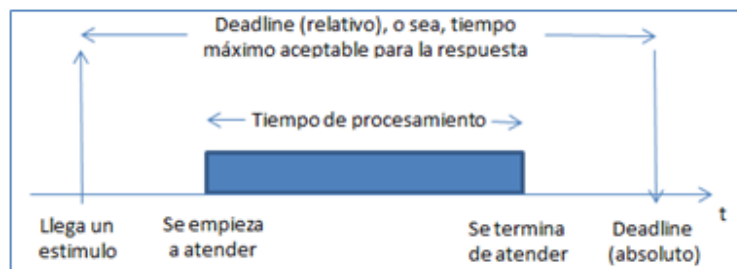 Deadline (relativo), o sea, tiempo
máximo aceptable para la respuesta
Tiempo de procesamiento
t
Llega un
estimulo
Se empieza
a atender
Se termina
de atender
Deadline
(absoluto)